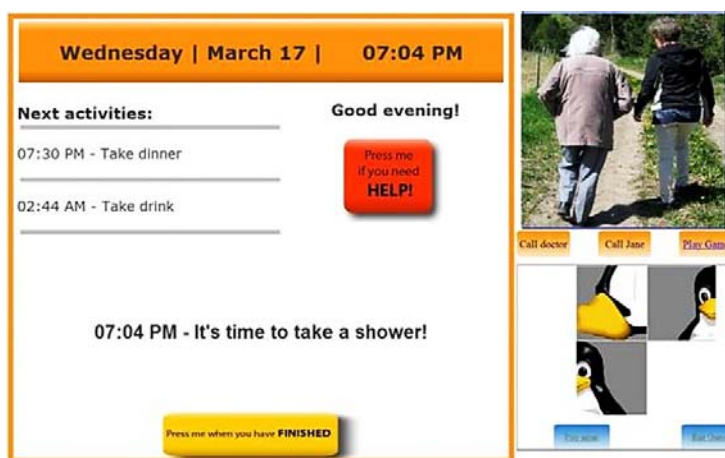 Wednesday | March 17 | 07:04 PM
Next activities:
Good evening!
07:30 PM - Take dinner
02:44 AM - Take drink
Press me
if you need
HELP!
07:04 PM - It's time to take a shower!
Press me when you have FINISHED
Call doctor
Call Jane
Play Gam